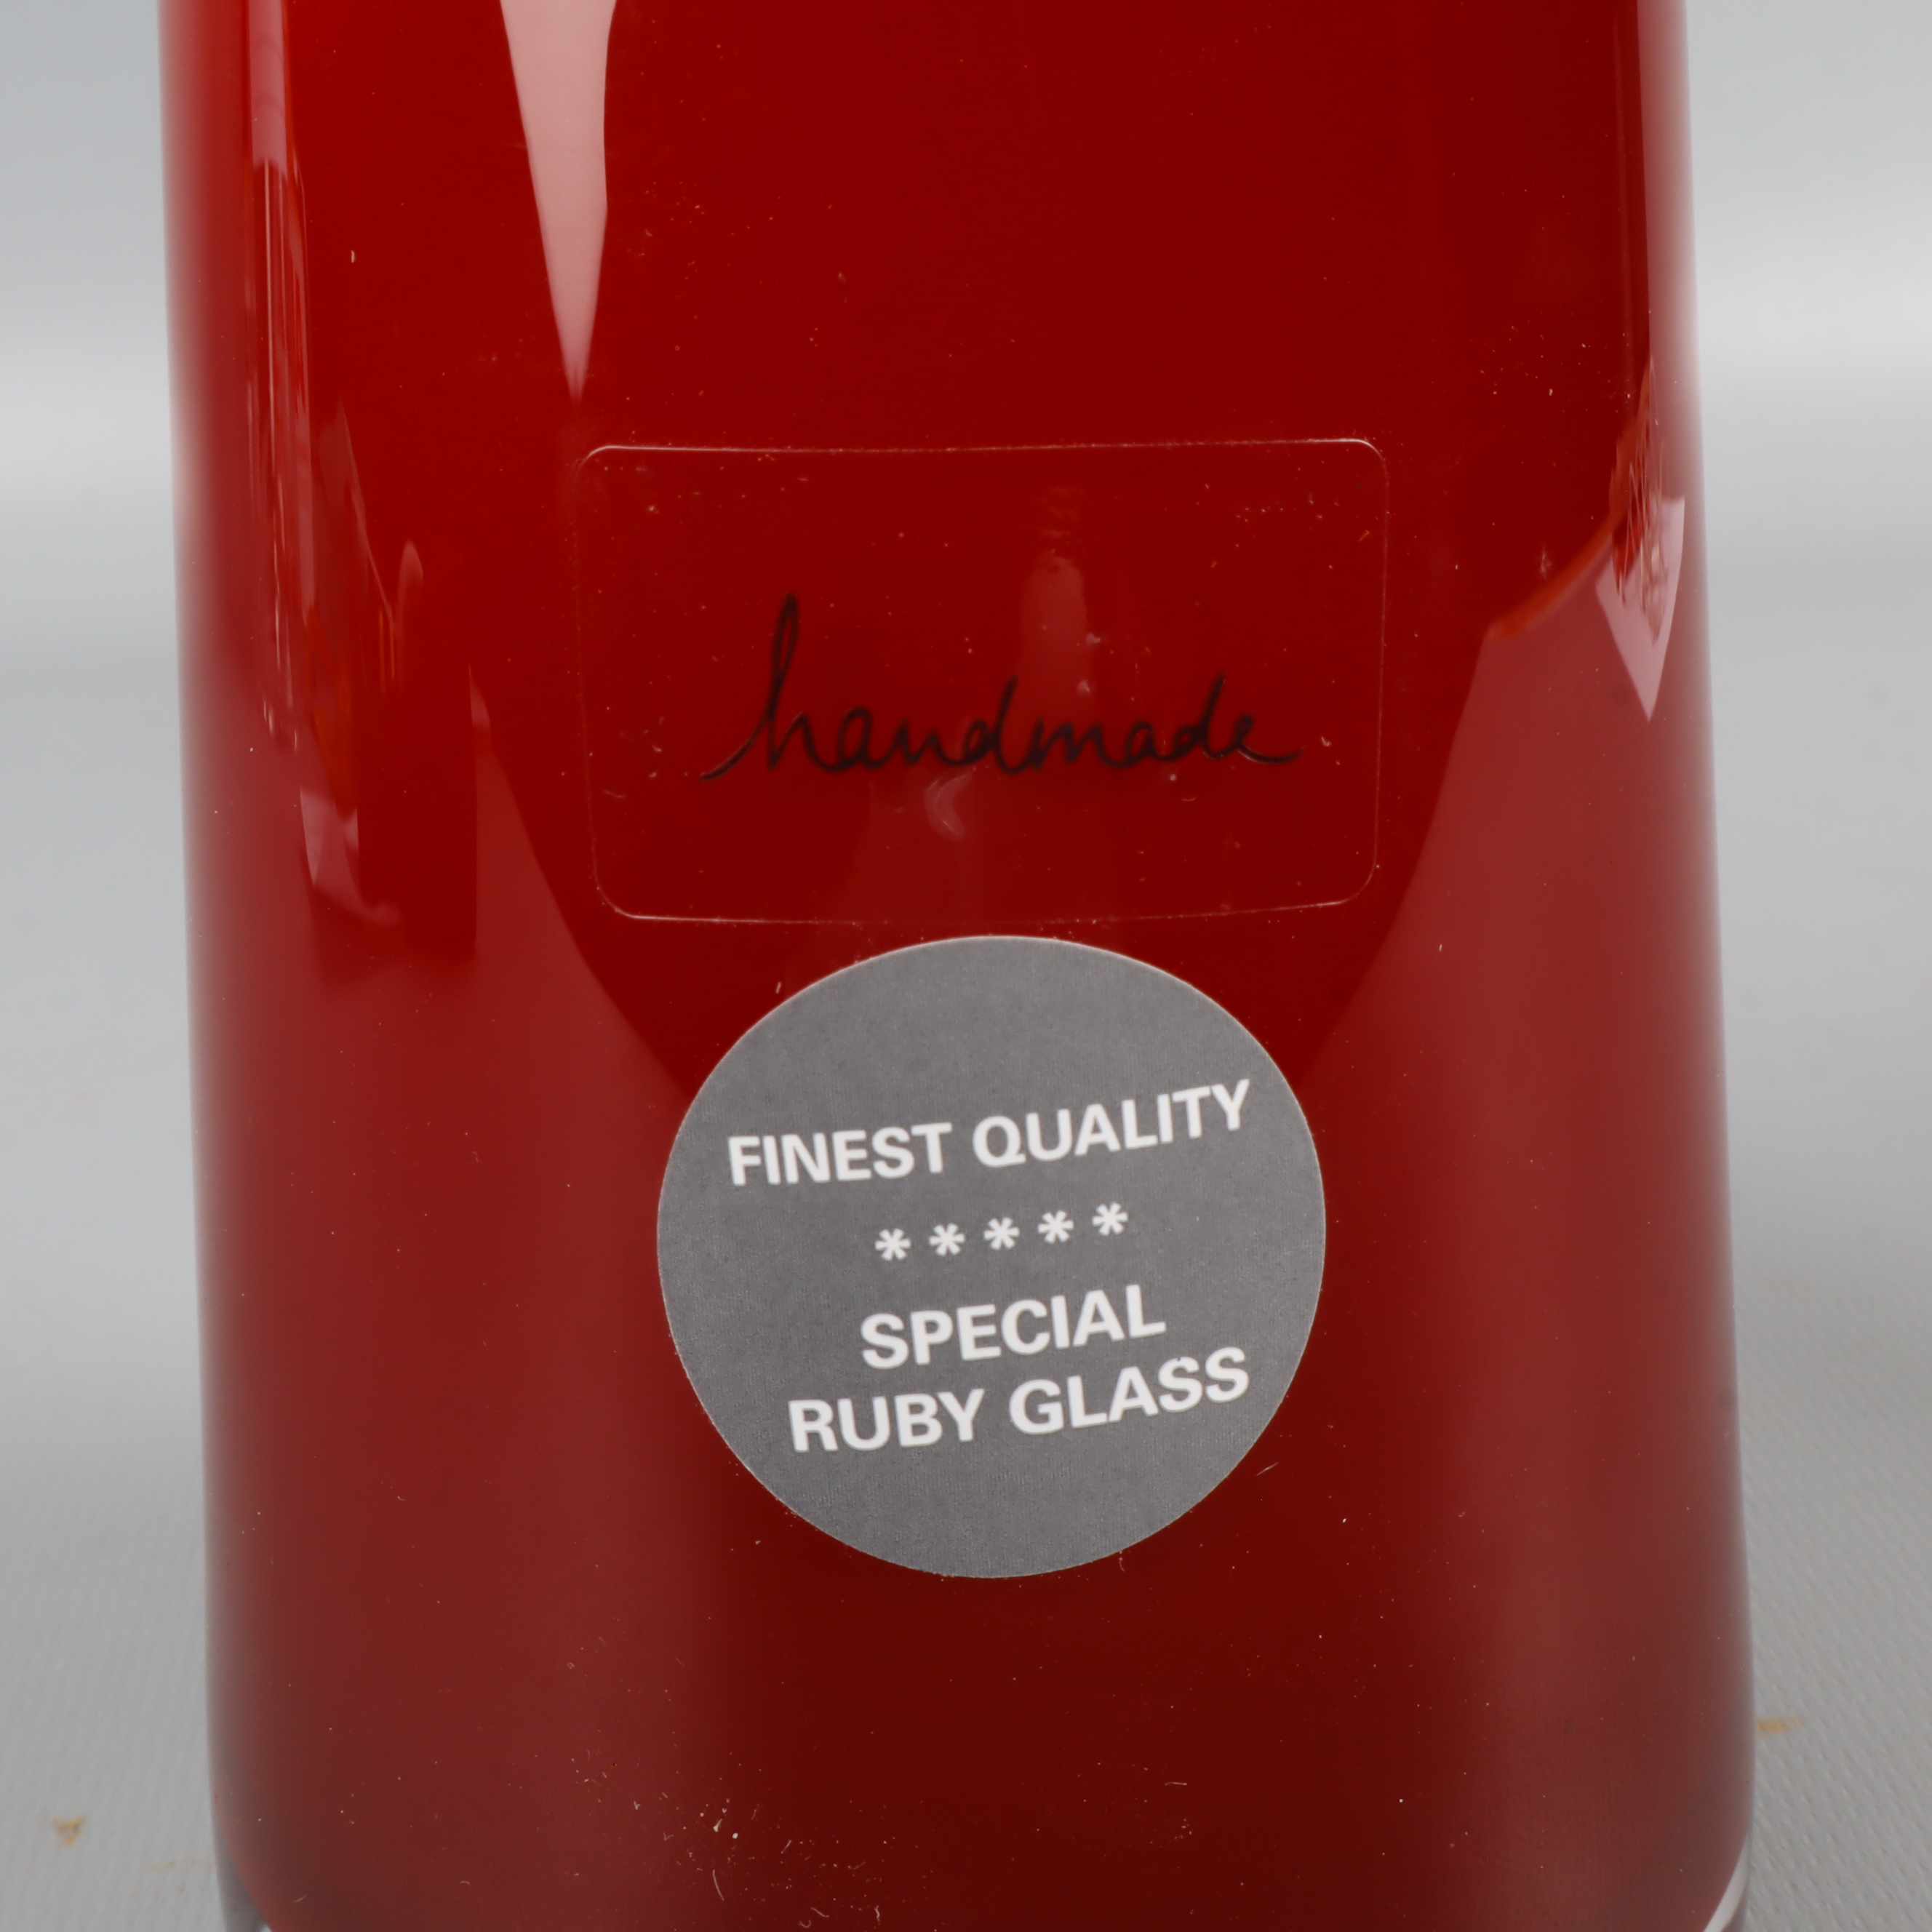 handmade
FINEST QUALITY
*****
SPECIAL
RUBY GLASS